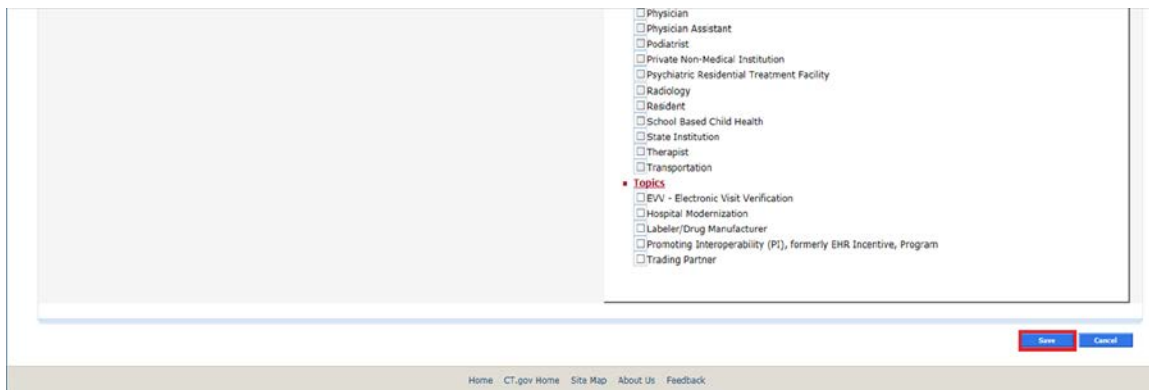 Physician
Physician Assistant
Podiatrist
Private Non-Medical Institution
Psychiatric Residential Treatment Facility
Radiology
Resident
School Based Child Health
State Institution
Therapist
Transportation
Topics
EVV - Electronic Visit Verification
Hospital Modernization
Labeler/Drug Manufacturer
Promoting Interoperability (PI), formerly EHR Incentive, Program
Trading Partner
Save Cancel
Home CT.gov Home Site Map About Us Feedback